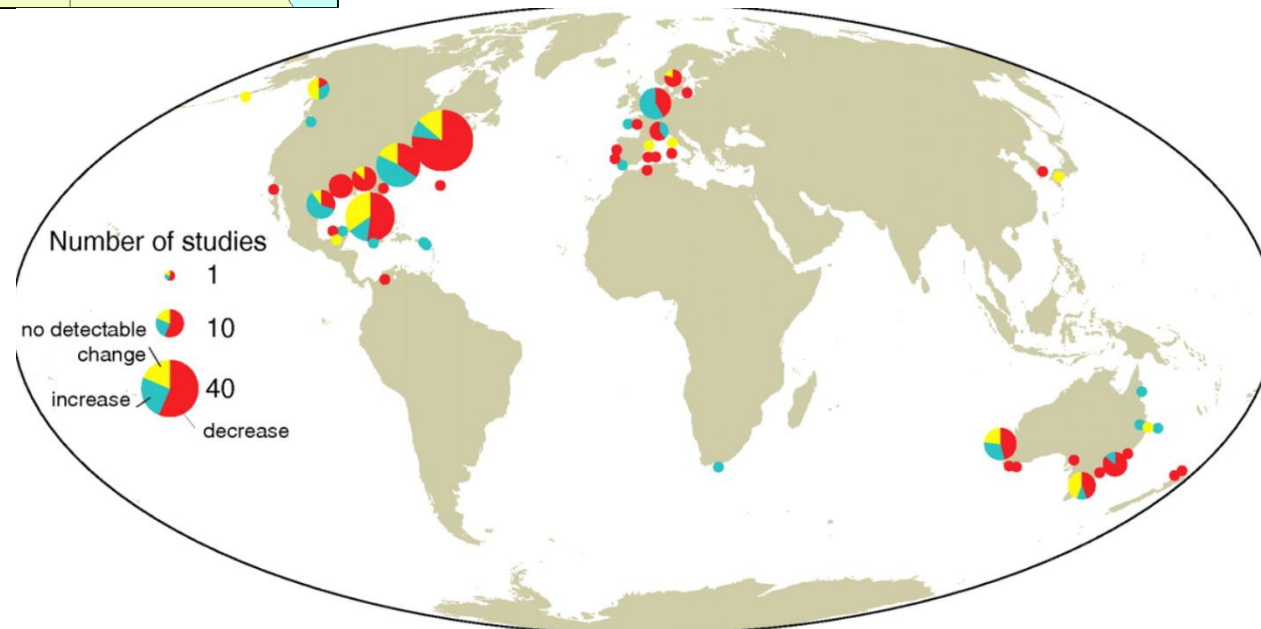 Number of studies
1
10
no detectable
change
40
increase
decrease